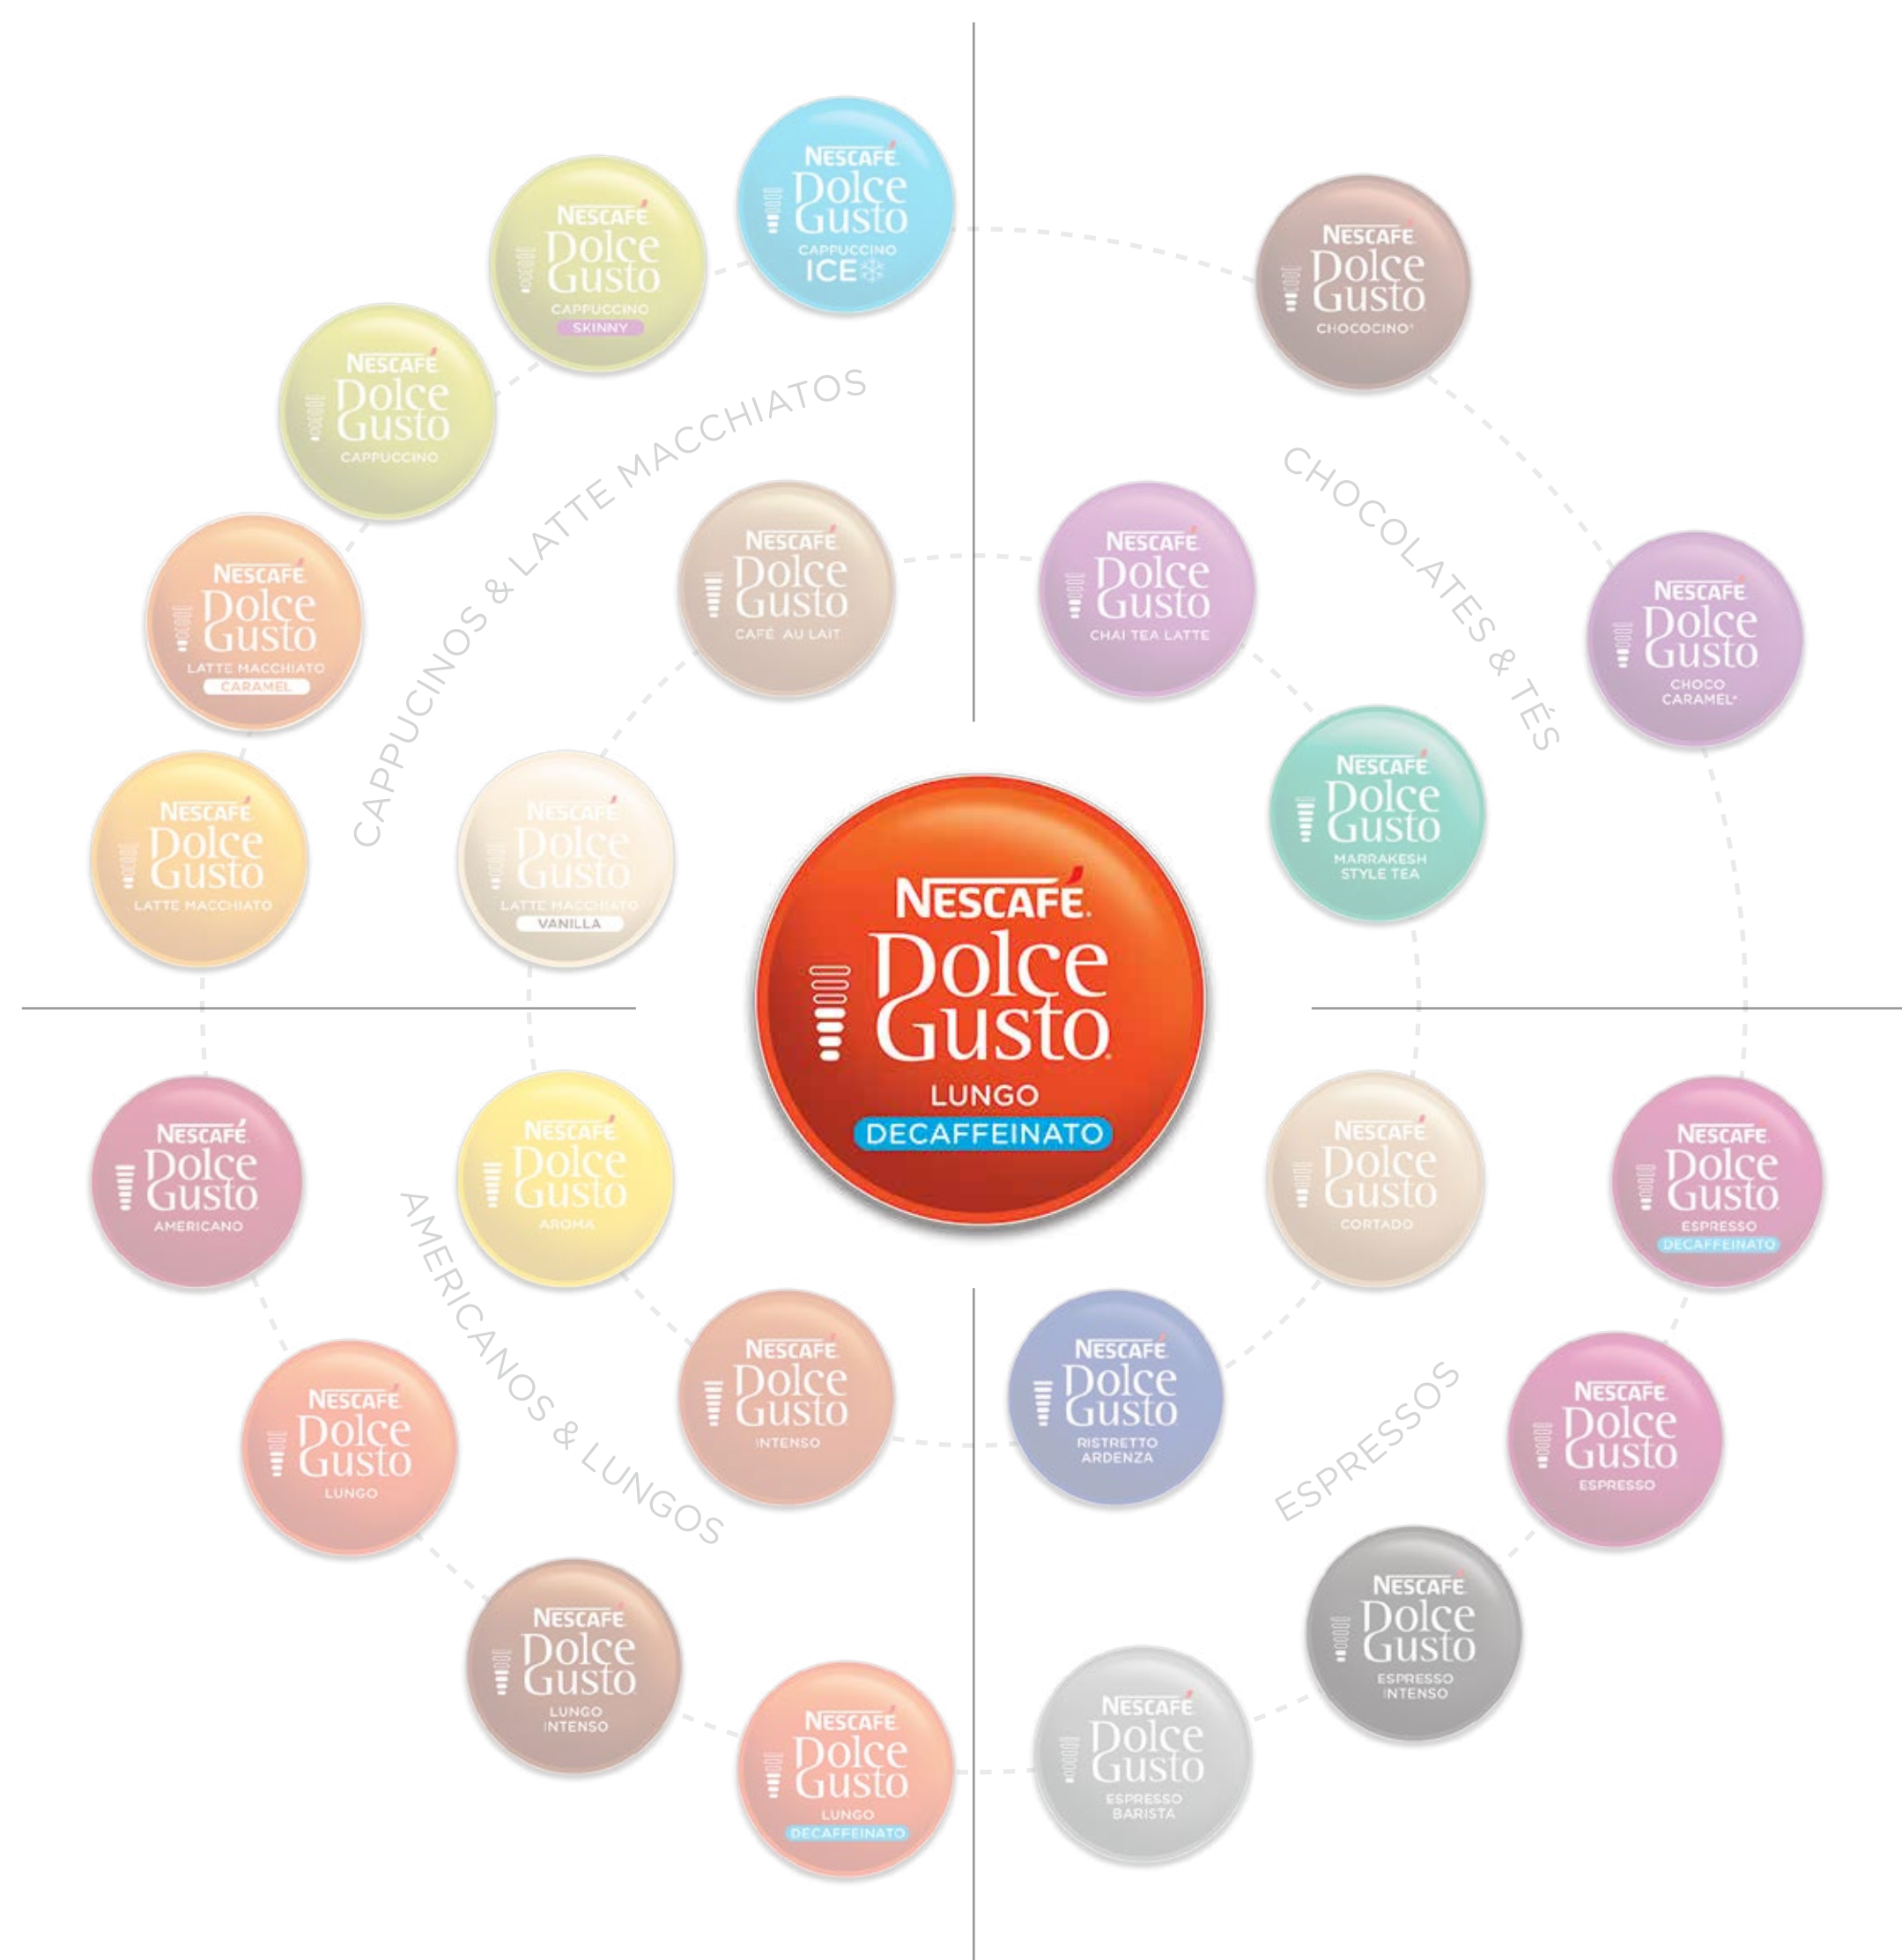 NESCAFÉ
Dolce
Gusto
CAPPUCCINO
ICE
NESCAFÉ
Dolce
Gusto
CAPPUCCINO
SKINNY
NESCAFÉ
Dolce
Gusto
CAPPUCCINO
NESCAFÉ
Dolce
Gusto
LATTE MACCHIATO
CARAMEL
NESCAFÉ
Dolce
Gusto
LATTE MACCHIATO
CAPPUCINOS & LATTE MACCHIATOS
NESCAFÉ
Dolce
Gusto
CAFÉ AU LAIT
NESCAFÉ
Dolce
Gusto
LATTE MACCHIATO
VANILLA
NESCAFÉ
Dolce
Gusto
CHOCOCINO*
CHOCOLATES & TÉS
NESCAFÉ
Dolce
Gusto
CHAI TEA LATTE
NESCAFÉ
Dolce
Gusto
CHOCO
CARAMEL*
NESCAFÉ
Dolce
Gusto
MARRAKESH
STYLE TEA
NESCAFÉ.
Dolce
Gusto
LUNGO
DECAFFEINATO
NESCAFÉ
Dolce
Gusto
AMERICANO
NESCAFÉ
Dolce
Gusto
AROMA
AMERICANOS & LUNGOS
NESCAFÉ
Dolce
Gusto
INTENSO
NESCAFÉ
Dolce
Gusto
LUNGO
NESCAFÉ
Dolce
Gusto
LUNGO
INTENSO
NESCAFÉ
Dolce
Gusto
LUNGO
DECAFFEINATO
NESCAFÉ
Dolce
Gusto
CORTADO
NESCAFÉ
Dolce
Gusto
ESPRESSO
DECAFFEINATO
NESCAFÉ
Dolce
Gusto
RISTRETTO
ARDENZA
ESPRESSOS
NESCAFÉ
Dolce
Gusto
ESPRESSO
NESCAFÉ
Dolce
Gusto
ESPRESSO
INTENSO
NESCAFÉ
Dolce
Gusto
ESPRESSO
BARISTA